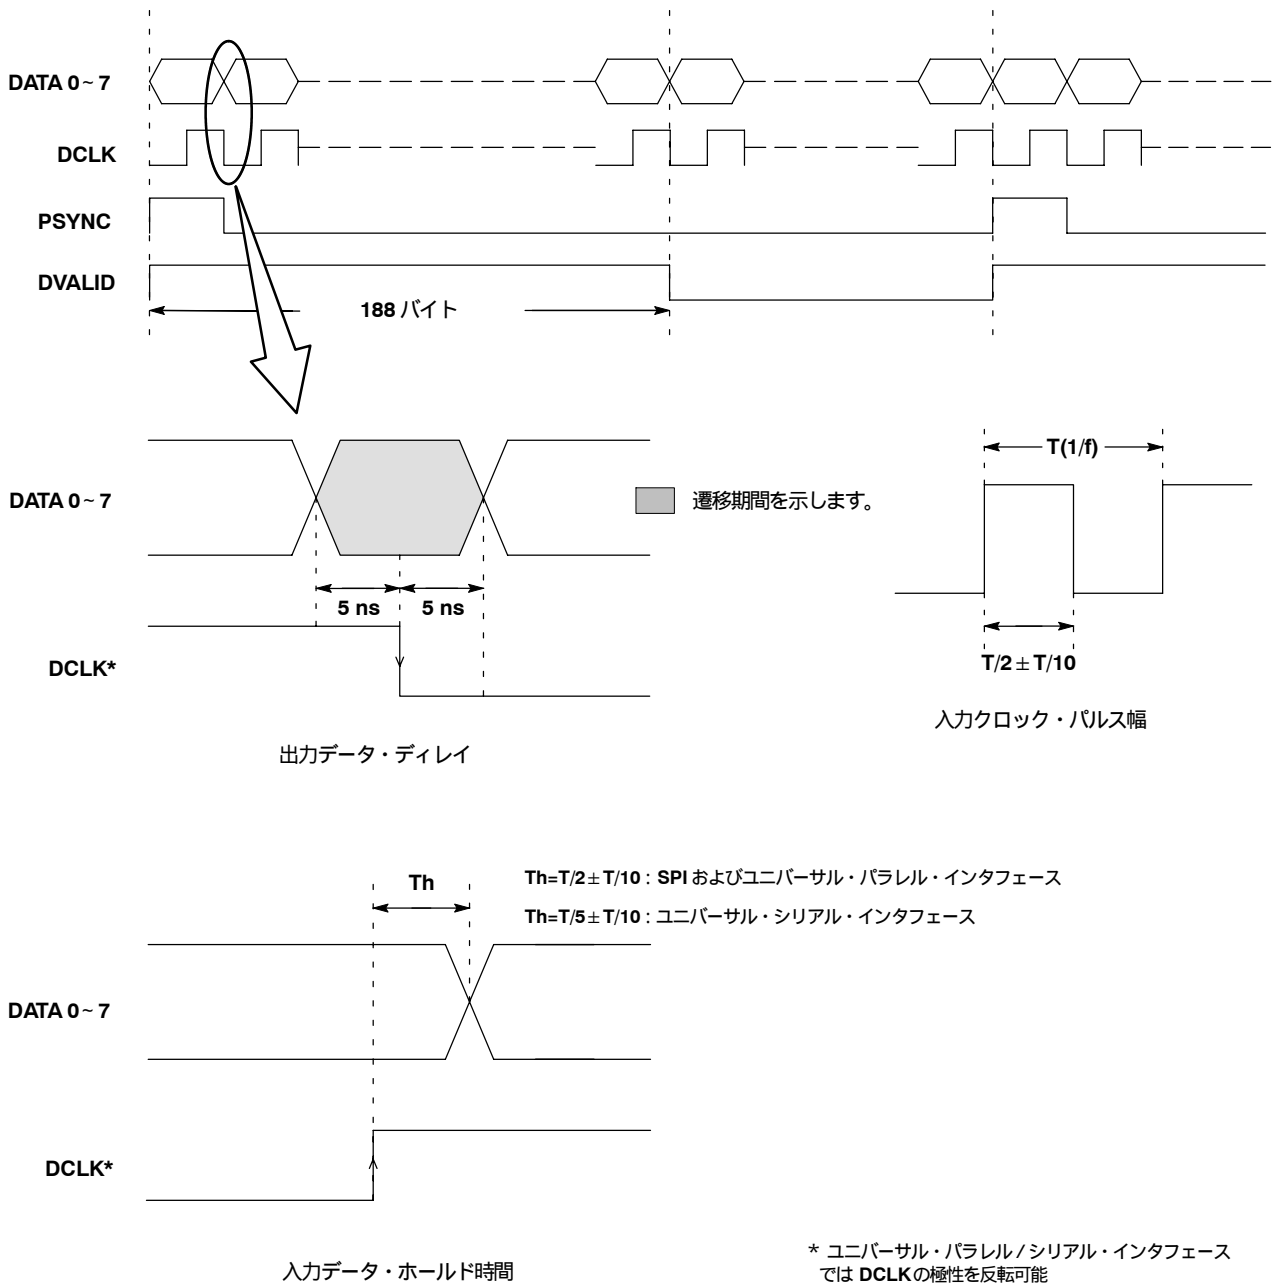 DATA 0~7
DCLK
PSYNC
DVALID
188 バイト
DATA 0~7
遷移期間を示します。
T(1/f)
5 ns
5 ns
DCLK*
T/2±T/10
入力クロック・パルス幅
出力データ・ディレイ
Th
Th=T/2±T/10 : SPI およびユニバーサル・パラレル・インタフェース
Th=T/5±T/10 : ユニバーサル・シリアル・インタフェース
DATA 0~7
DCLK*
入力データ・ホールド時間
* ユニバーサル・パラレル / シリアル・インタフェース
では DCLKの極性を反転可能